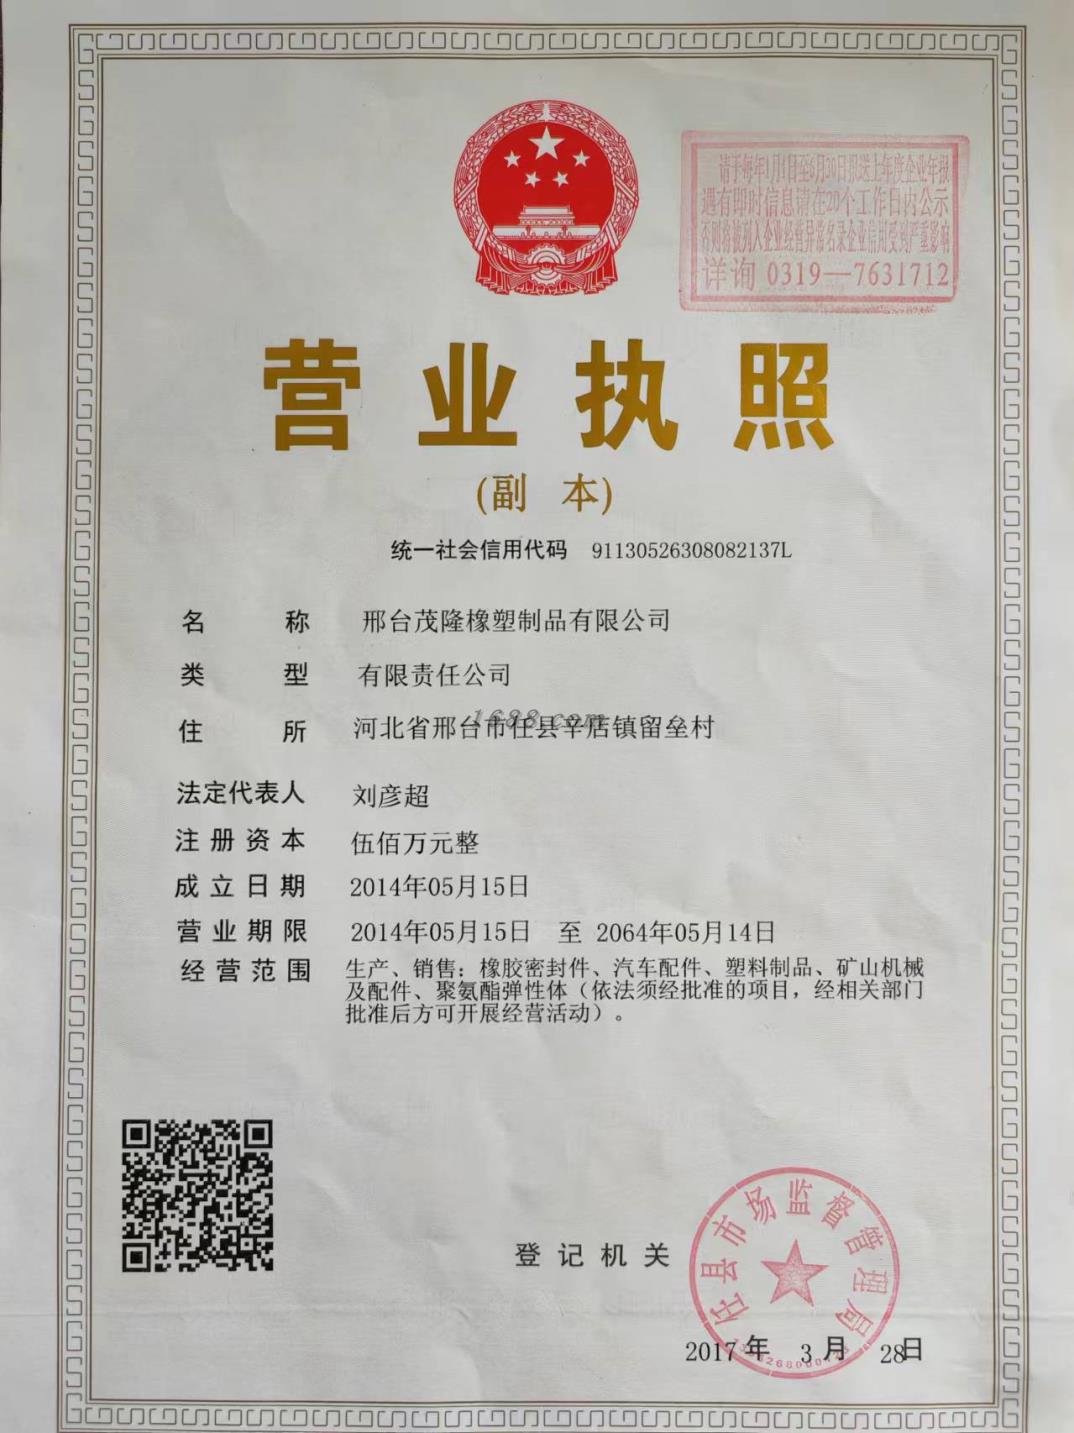 请于每年1月1日至6月30日报送上年度企业年报
遇有即时信息请在20个工作日内公示
否则将被列入企业经营异常名录企业信用受到严重影响
详询 0319—7631712
营业执照
(副 本)
统一社会信用代码 91130526308082137L
名 称 邢台茂隆橡塑制品有限公司
类 型 有限责任公司
住 所 河北省邢台市任县辛店镇留垒村
1688.com
法定代表人 刘彦超
注册资本 伍佰万元整
成立日期 2014年05月15日
营业期限 2014年05月15日 至 2064年05月14日
经营范围 生产、销售：橡胶密封件、汽车配件、塑料制品、矿山机械
及配件、聚氨酯弹性体（依法须经批准的项目，经相关部门
批准后方可开展经营活动）。
登记机关
任县市场监督管理局
2017 年 3 月 28日